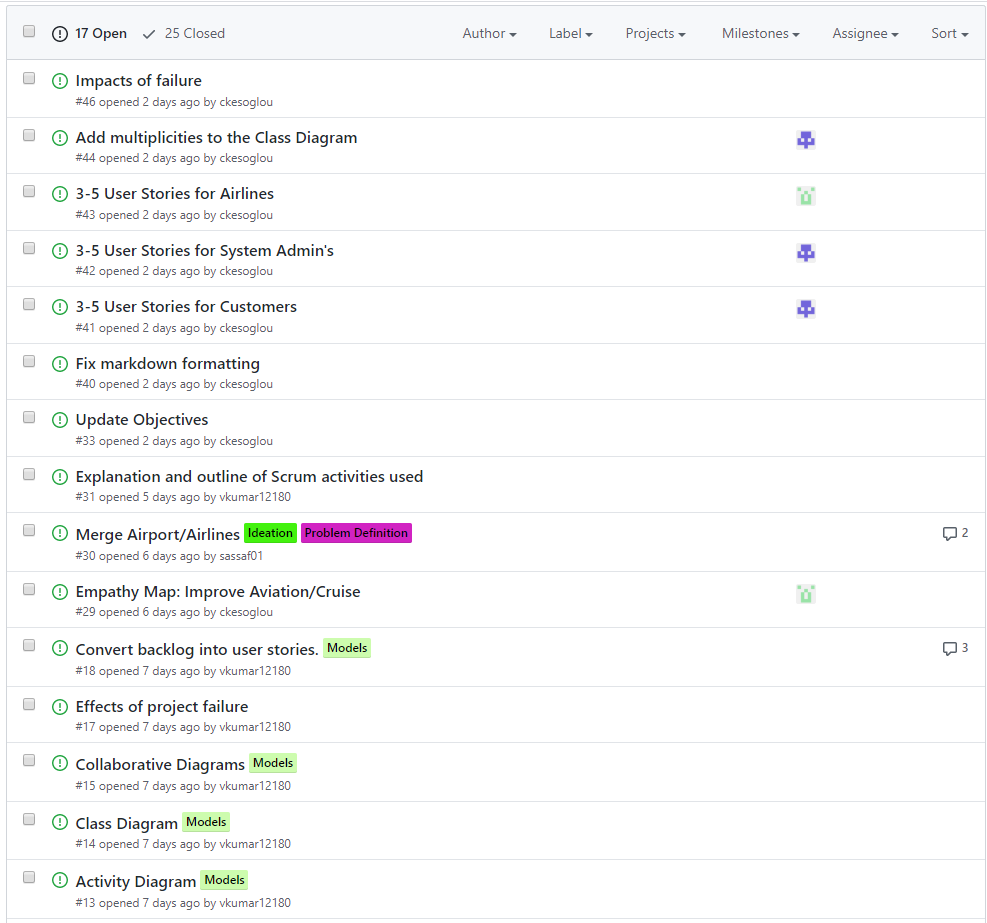 17 Open 25 Closed Author Label Projects Milestones Assignee Sort
Impacts of failure
#46 opened 2 days ago by ckesoglou
Add multiplicities to the Class Diagram
#44 opened 2 days ago by ckesoglou
3-5 User Stories for Airlines
#43 opened 2 days ago by ckesoglou
3-5 User Stories for System Admin's
#42 opened 2 days ago by ckesoglou
3-5 User Stories for Customers
#41 opened 2 days ago by ckesoglou
Fix markdown formatting
#40 opened 2 days ago by ckesoglou
Update Objectives
#33 opened 2 days ago by ckesoglou
Explanation and outline of Scrum activities used
#31 opened 5 days ago by vkumar12180
Merge Airport/Airlines Ideation Problem Definition 2
#30 opened 6 days ago by sassaf01
Empathy Map: Improve Aviation/Cruise
#29 opened 6 days ago by ckesoglou
Convert backlog into user stories. Models 3
#18 opened 7 days ago by vkumar12180
Effects of project failure
#17 opened 7 days ago by vkumar12180
Collaborative Diagrams Models
#15 opened 7 days ago by vkumar12180
Class Diagram Models
#14 opened 7 days ago by vkumar12180
Activity Diagram Models
#13 opened 7 days ago by vkumar12180